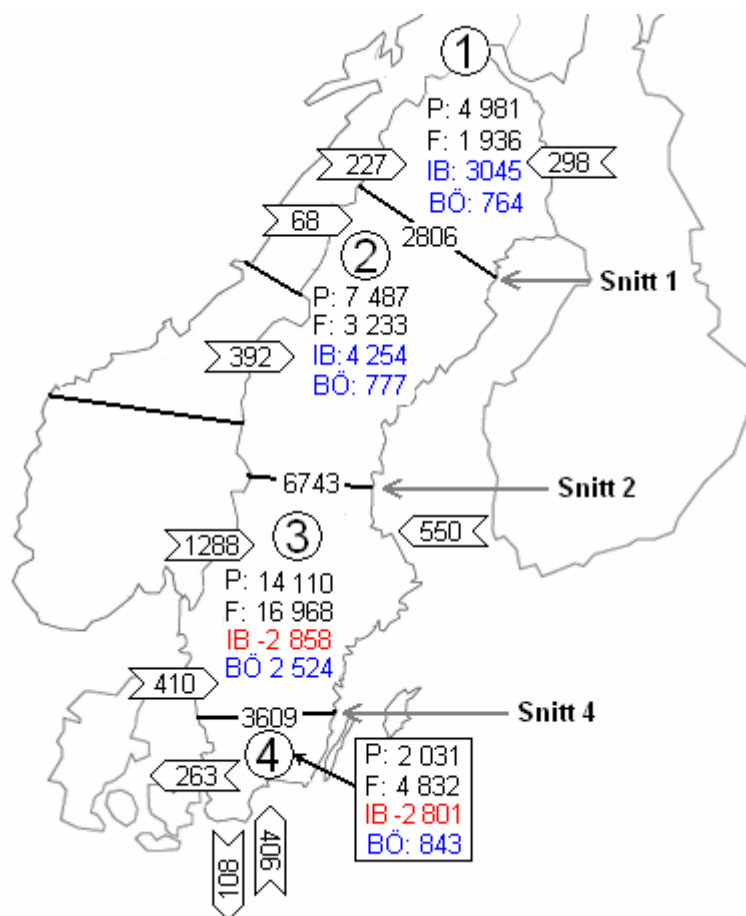 1
P: 4 981
F: 1 936
IB: 3045
BÖ: 764
227
298
68
2806
Snitt 1
2
P: 7 487
F: 3 233
IB: 4 254
BÖ: 777
392
6743
Snitt 2
550
1288
3
P: 14 110
F: 16 968
IB -2 858
BÖ 2 524
410
3609
Snitt 4
4
P: 2 031
F: 4 832
IB -2 801
BÖ: 843
263
108
406